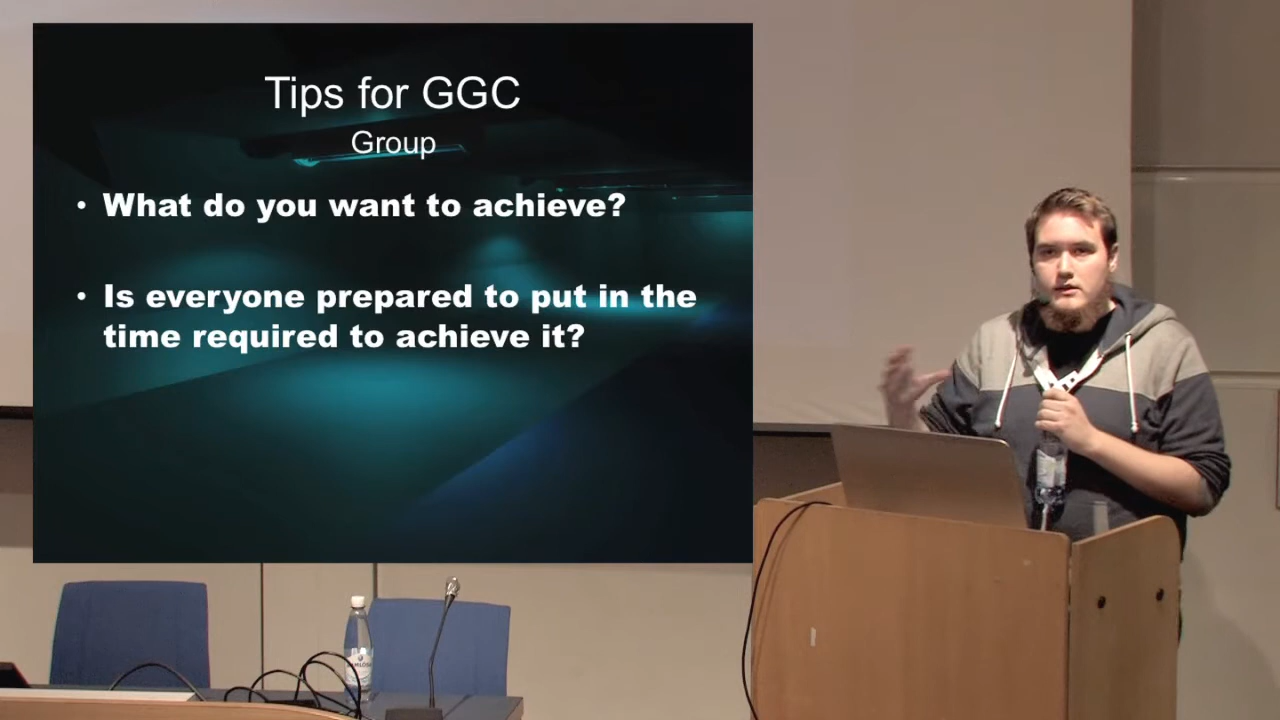 Tips for GGC
Group
• What do you want to achieve?
• Is everyone prepared to put in the
time required to achieve it?